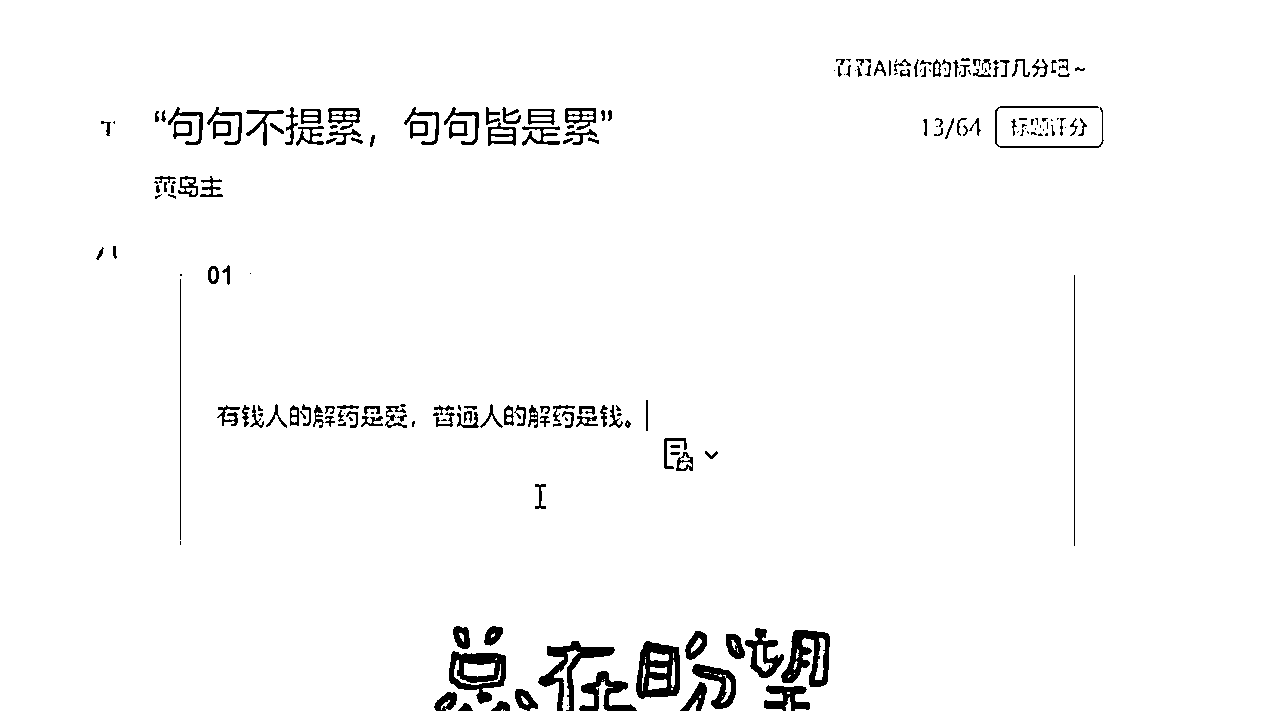 看看AI给你的标题打几分吧~
“句句不提累，句句皆是累”
13/64 标题评分
黄岛主
01
有钱人的解药是爱，普通人的解药是钱。
总在盼望